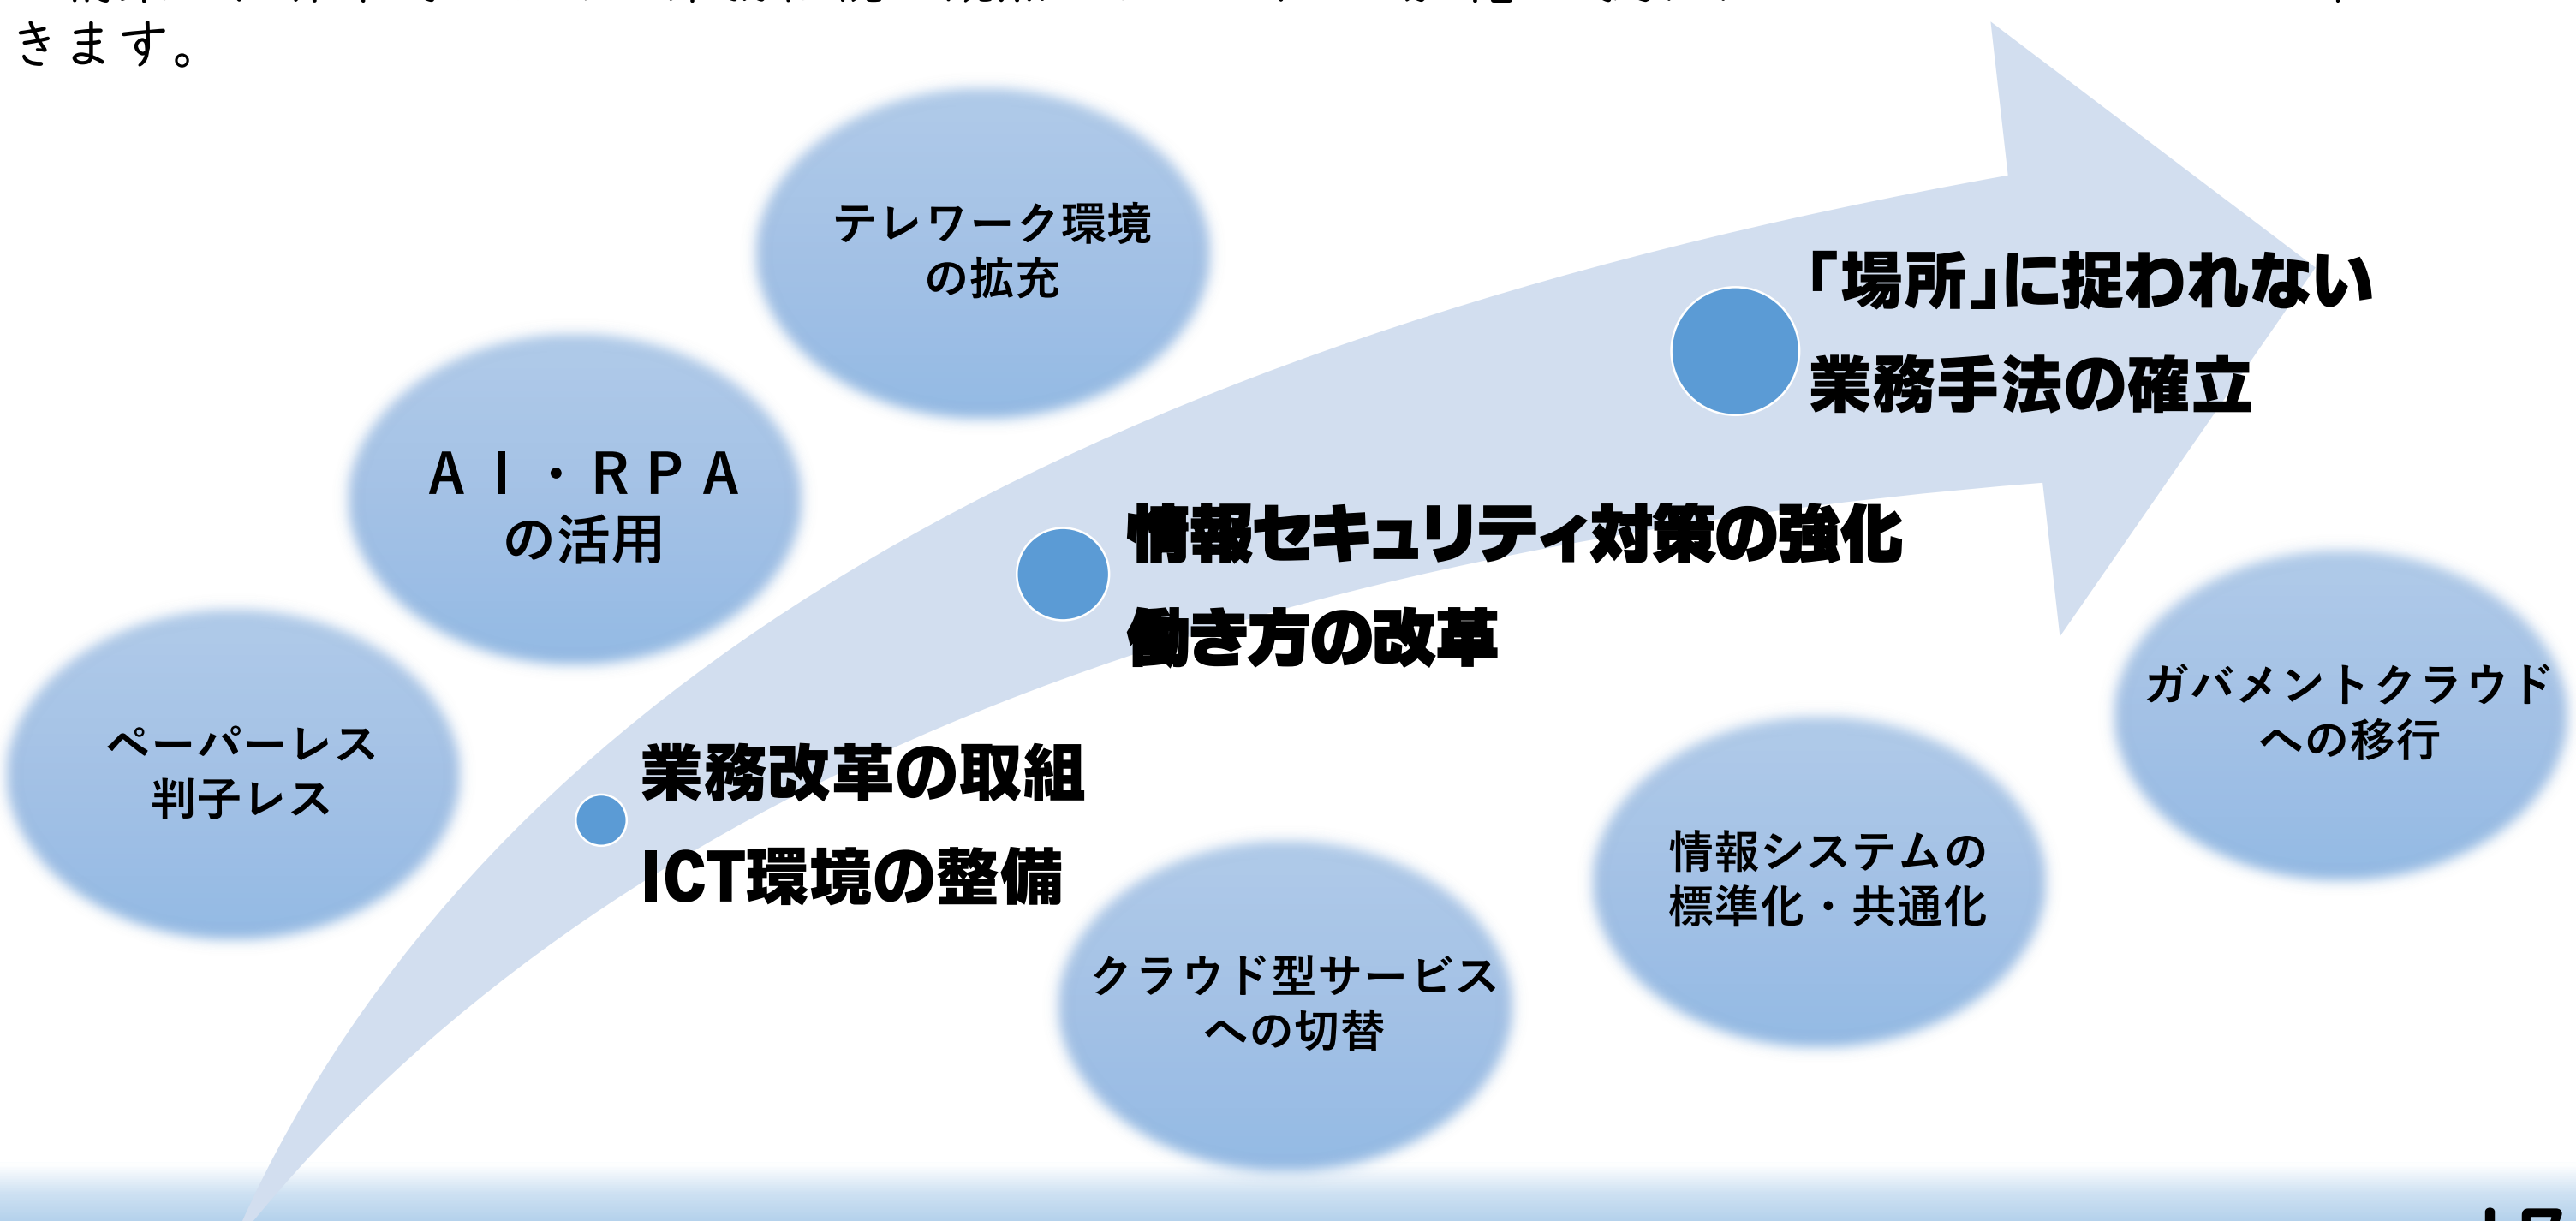 きます。
テレワーク環境
の拡充
「場所」に捉われない
業務手法の確立
ＡＩ・ＲＰＡ
の活用
情報セキュリティ対策の強化
働き方の改革
ペーパーレス
判子レス
業務改革の取組
ICT環境の整備
ガバメントクラウド
への移行
情報システムの
標準化・共通化
クラウド型サービス
への切替